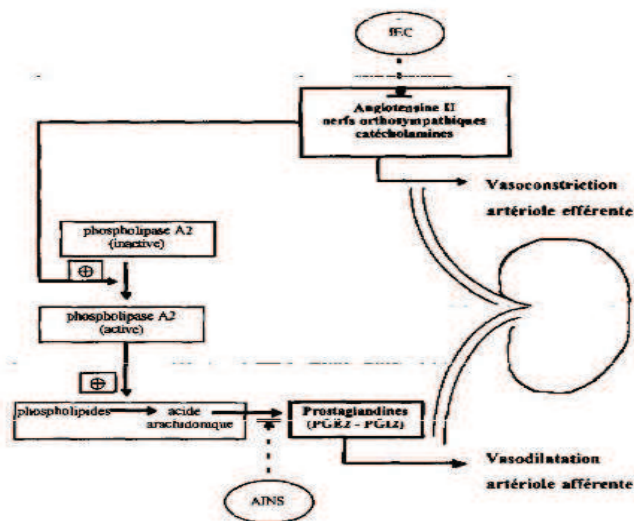 IEC
Angiotensine II
nerfs orthosympathiques
catécholamines
Vasoconstriction
artériole efférente
phospholipase A2
(inactive)
⊕
phospholipase A2
(active)
⊕
phospholipides
acide
arachidonique
Prostaglandines
(PGE2 - PGI2)
Vasodilatation
artériole afférente
AINS